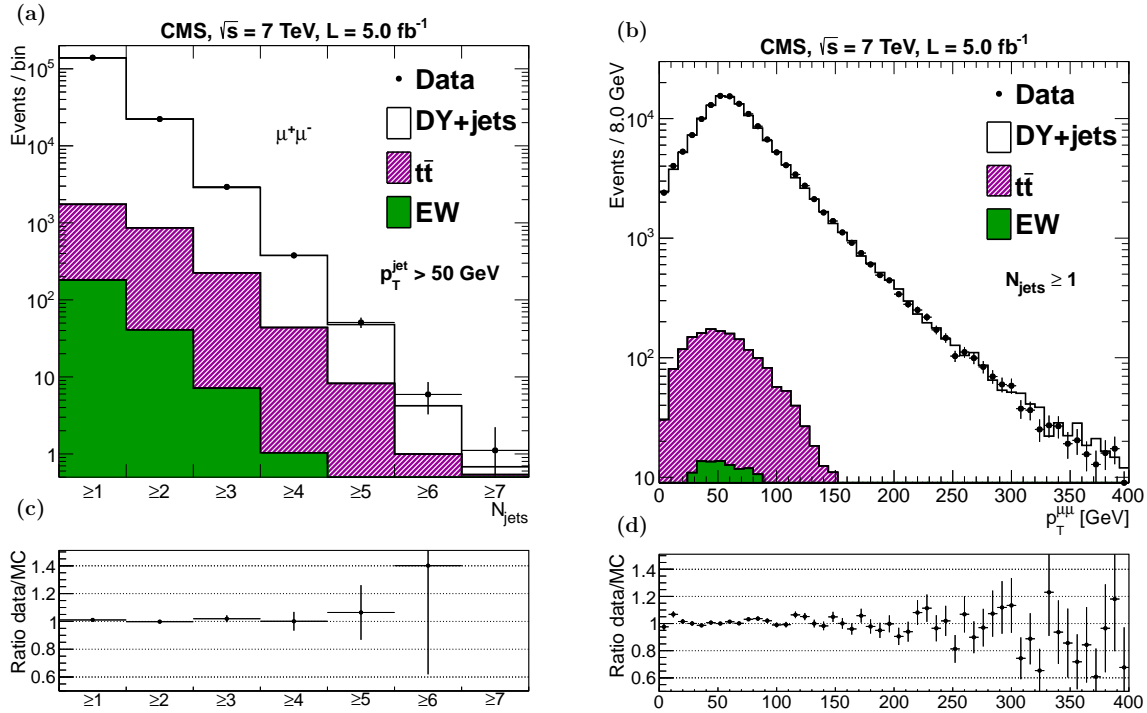 (a)
CMS, √s = 7 TeV, L = 5.0 fb⁻¹
Events / bin
10⁵
10⁴
10³
10²
10
1
Data
DY+jets
tt̄
EW
μ⁺μ⁻
p_T^jet > 50 GeV
≥1 ≥2 ≥3 ≥4 ≥5 ≥6 ≥7
N_jets
(b)
CMS, √s = 7 TeV, L = 5.0 fb⁻¹
Events / 8.0 GeV
10⁴
10³
10²
10
Data
DY+jets
tt̄
EW
N_jets ≥ 1
0 50 100 150 200 250 300 350 400
p_T^μμ [GeV]
(c)
Ratio data/MC
1.4
1.2
1
0.8
0.6
≥1 ≥2 ≥3 ≥4 ≥5 ≥6 ≥7
(d)
Ratio data/MC
1.4
1.2
1
0.8
0.6
0 50 100 150 200 250 300 350 400